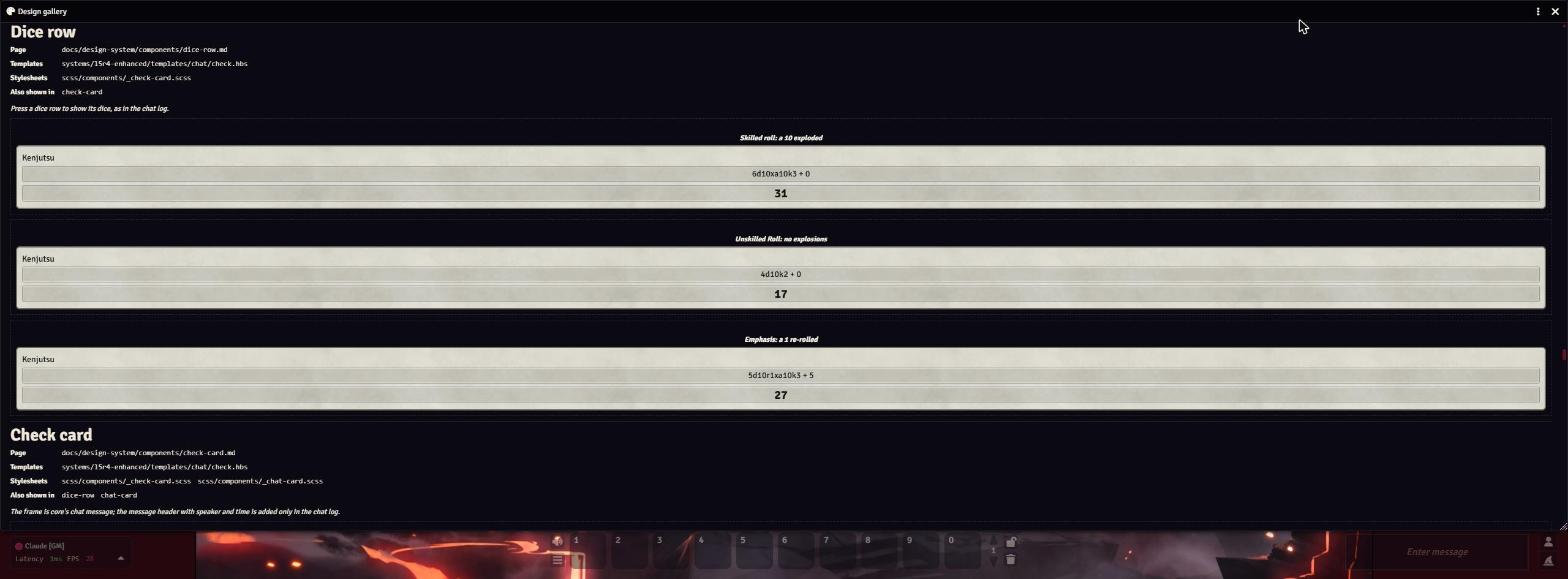 Design gallery
Dice row
Page docs/design-system/components/dice-row.md
Templates systems/l5r4-enhanced/templates/chat/check.hbs
Stylesheets scss/components/_check-card.scss
Also shown in check-card
Press a dice row to show its dice, as in the chat log.
Skilled roll: a 10 exploded
Kenjutsu
6d10xa10k3 + 0
31
Unskilled Roll: no explosions
Kenjutsu
4d10k2 + 0
17
Emphasis: a 1 re-rolled
Kenjutsu
5d10r1xa10k3 + 5
27
Check card
Page docs/design-system/components/check-card.md
Templates systems/l5r4-enhanced/templates/chat/check.hbs
Stylesheets scss/components/_check-card.scss scss/components/_chat-card.scss
Also shown in dice-row chat-card
The frame is core's chat message; the message header with speaker and time is added only in the chat log.
Claude [GM]
Latency 3ms FPS 28
1 2 3 4 5 6 7 8 9 0
1
Enter message